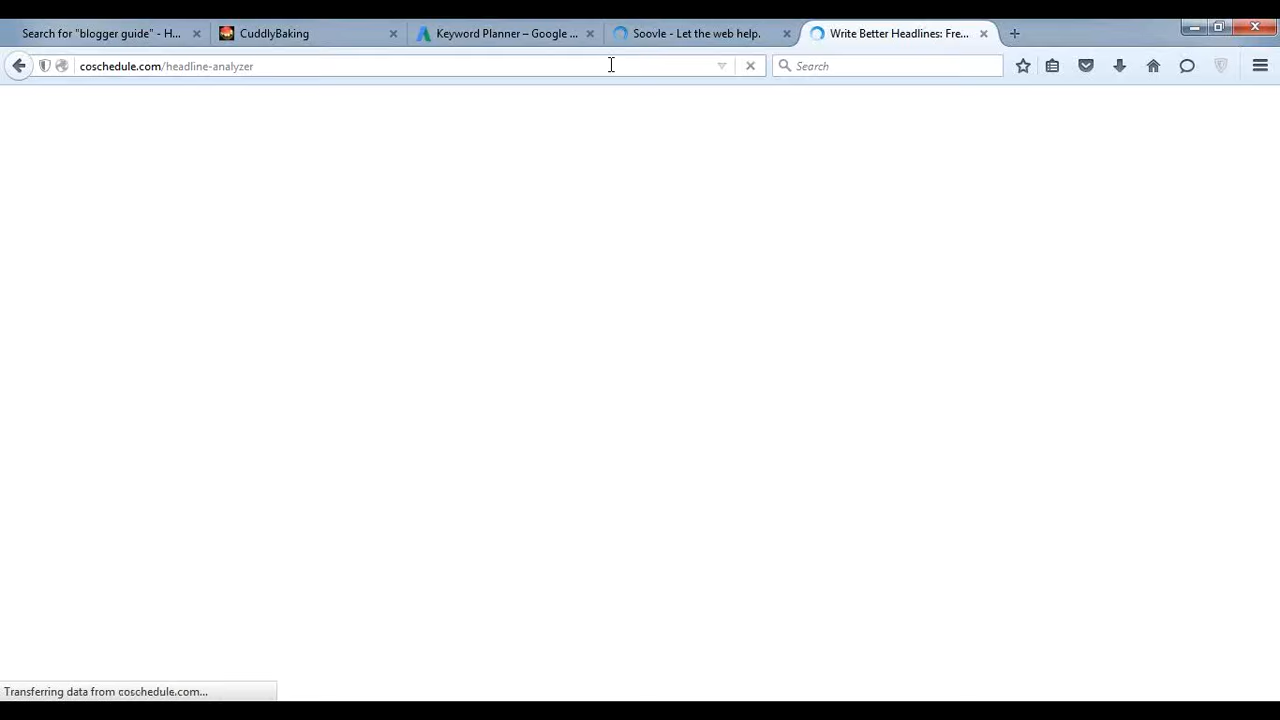 Search for "blogger guide" - H...
CuddlyBaking
Keyword Planner - Google ...
Soovle - Let the web help.
Write Better Headlines: Fre...
coschedule.com/headline-analyzer
Search
Transferring data from coschedule.com...